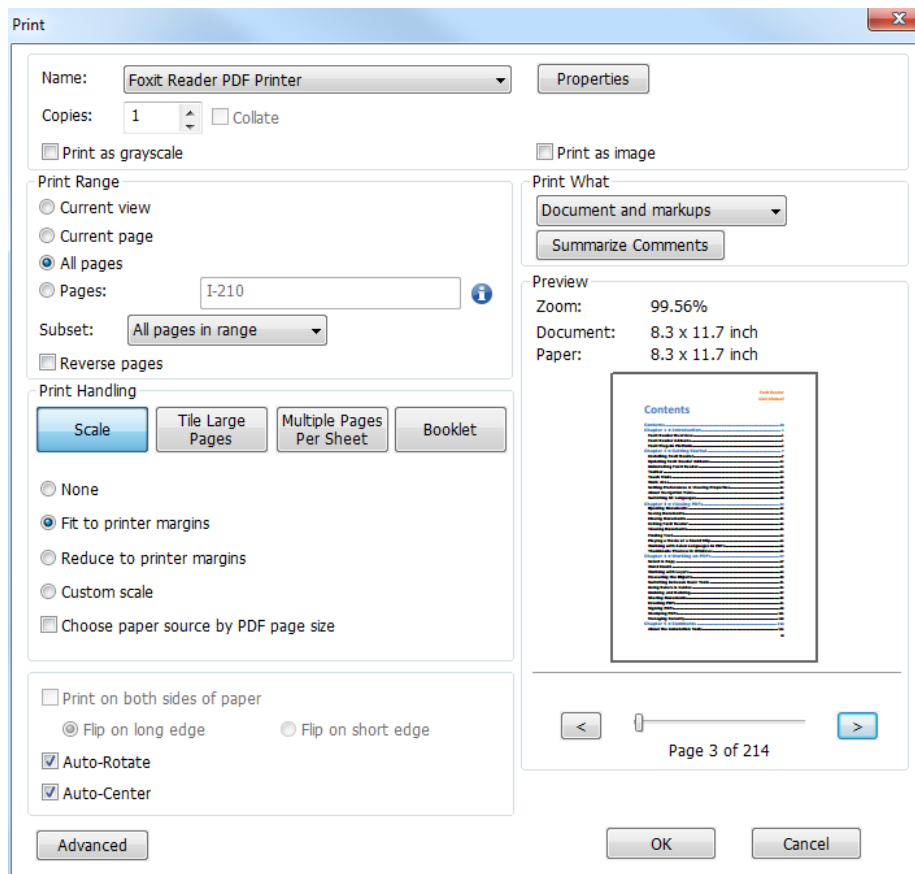 Print
Name: Foxit Reader PDF Printer Properties
Copies: 1 Collate
Print as grayscale Print as image
Print Range
Current view
Current page
All pages
Pages: I-210
Subset: All pages in range
Reverse pages
Print What
Document and markups
Summarize Comments
Print Handling
Scale
Tile Large
Pages
Multiple Pages
Per Sheet
Booklet
None
Fit to printer margins
Reduce to printer margins
Custom scale
Choose paper source by PDF page size
Print on both sides of paper
Flip on long edge Flip on short edge
Auto-Rotate
Auto-Center
Preview
Zoom: 99.56%
Document: 8.3 x 11.7 inch
Paper: 8.3 x 11.7 inch
Foxit Reader
User Manual
Contents
< >
Page 3 of 214
Advanced OK Cancel